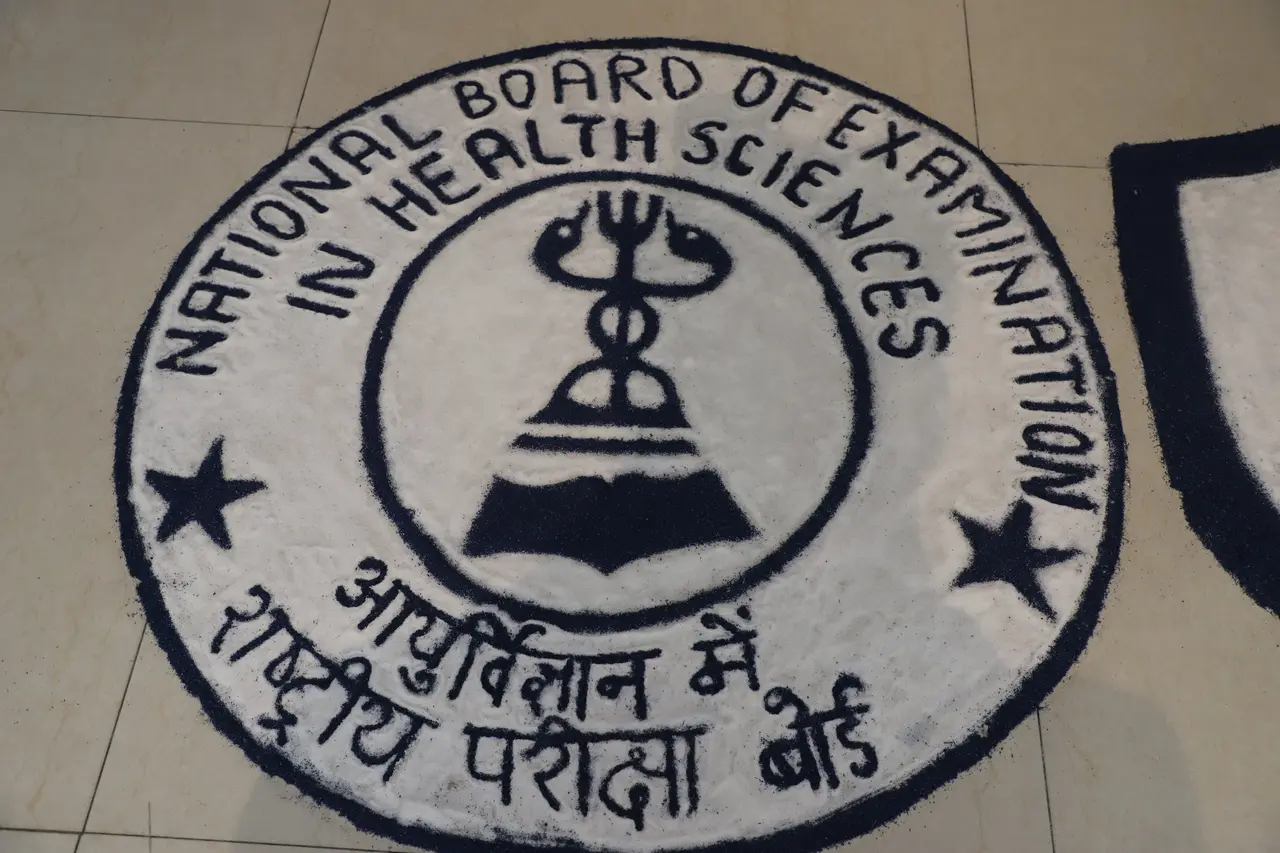 NATIONAL BOARD OF EXAMINATION
IN HEALTH SCIENCES
आयुर्विज्ञान में
राष्ट्रीय परीक्षा बोर्ड